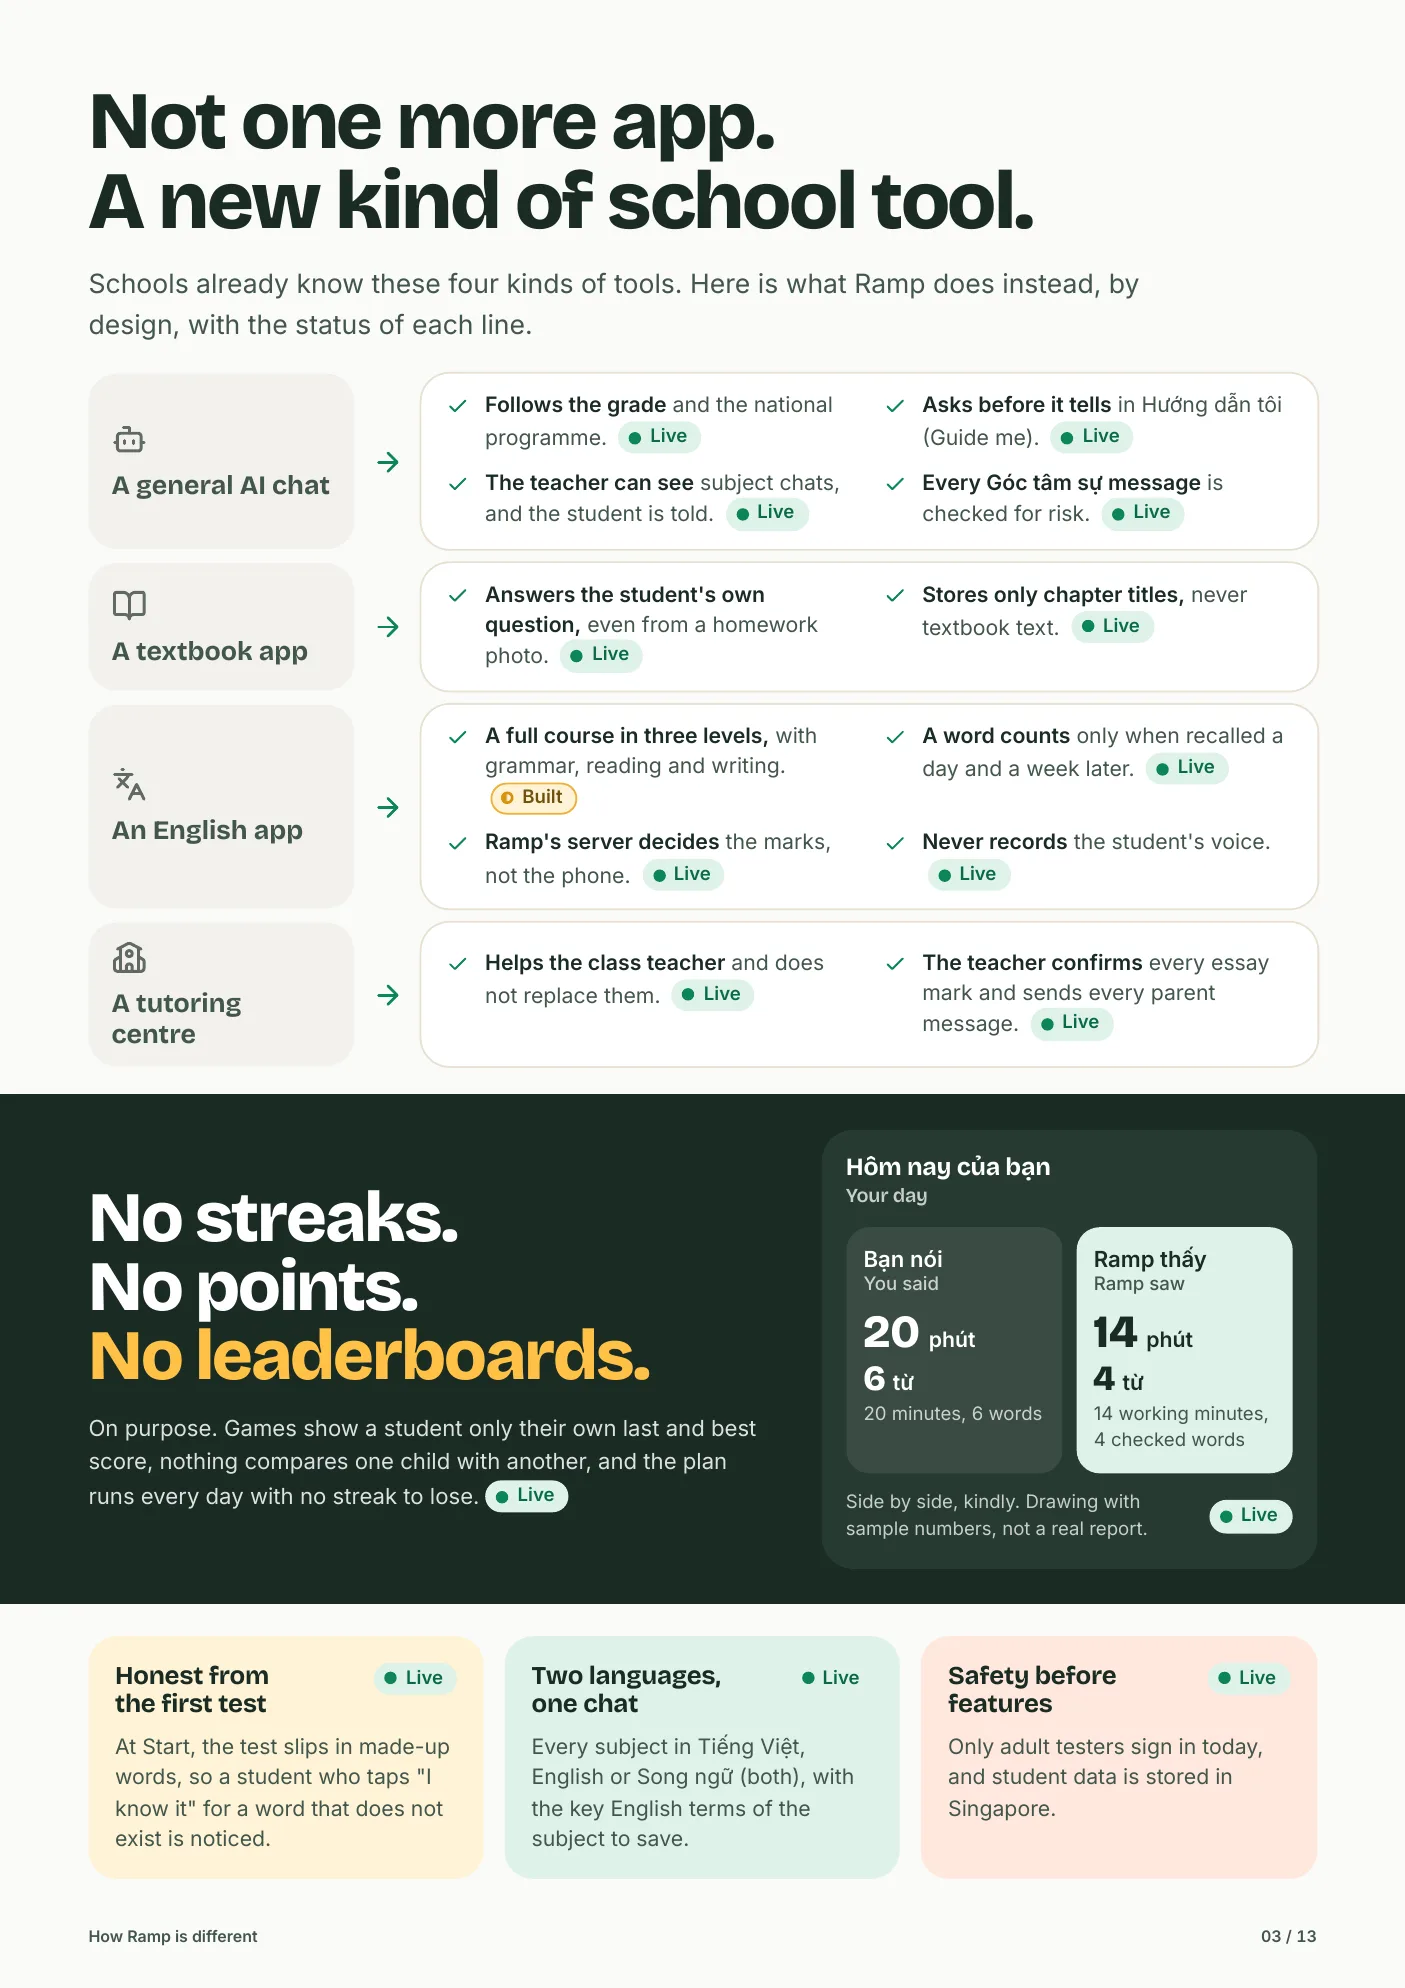 Not one more app.
A new kind of school tool.
Schools already know these four kinds of tools. Here is what Ramp does instead, by
design, with the status of each line.
A general AI chat
Follows the grade and the national
programme. Live
Asks before it tells in Hướng dẫn tôi
(Guide me). Live
The teacher can see subject chats,
and the student is told. Live
Every Góc tâm sự message is
checked for risk. Live
A textbook app
Answers the student's own
question, even from a homework
photo. Live
Stores only chapter titles, never
textbook text. Live
An English app
A full course in three levels, with
grammar, reading and writing.
Built
A word counts only when recalled a
day and a week later. Live
Ramp's server decides the marks,
not the phone. Live
Never records the student's voice.
Live
A tutoring
centre
Helps the class teacher and does
not replace them. Live
The teacher confirms every essay
mark and sends every parent
message. Live
No streaks.
No points.
No leaderboards.
On purpose. Games show a student only their own last and best
score, nothing compares one child with another, and the plan
runs every day with no streak to lose. Live
Hôm nay của bạn
Your day
Bạn nói
You said
20 phút
6 từ
20 minutes, 6 words
Ramp thấy
Ramp saw
14 phút
4 từ
14 working minutes,
4 checked words
Side by side, kindly. Drawing with
sample numbers, not a real report.
Live
Honest from
the first test
Live
At Start, the test slips in made-up
words, so a student who taps "I
know it" for a word that does not
exist is noticed.
Two languages,
one chat
Live
Every subject in Tiếng Việt,
English or Song ngữ (both), with
the key English terms of the
subject to save.
Safety before
features
Live
Only adult testers sign in today,
and student data is stored in
Singapore.
How Ramp is different
03 / 13